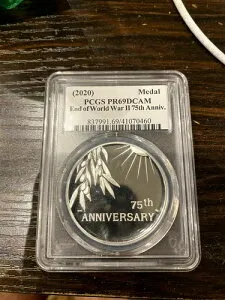 (2020) Medal
PCGS PR69DCAM
End of World War II 75th Anniv.
837991.69/41070460
75th
ANNIVERSARY